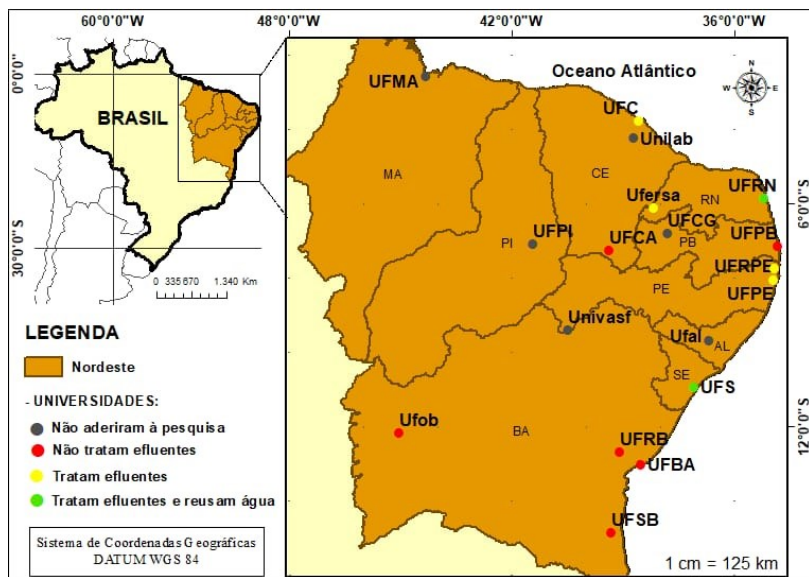 60°0'0"W
0°0'0"
30°0'0"S
BRASIL
0 335 670 1.340 Km
LEGENDA
Nordeste
- UNIVERSIDADES:
Não aderiram à pesquisa
Não tratam efluentes
Tratam efluentes
Tratam efluentes e reusam água
Sistema de Coordenadas Geográficas
DATUM WGS 84
48°0'0"W
42°0'0"W
36°0'0"W
6°0'0"S
12°0'0"S
Oceano Atlântico
N
W
E
S
UFMA
UFC
Unilab
MA
CE
Ufersa
RN
UFRN
UFPI
UFCG
UFPB
PI
UFCA
PB
UFRPE
PE
UFPE
Univasf
Ufal
AL
SE
UFS
Ufob
BA
UFRB
UFBA
UFSB
1 cm = 125 km